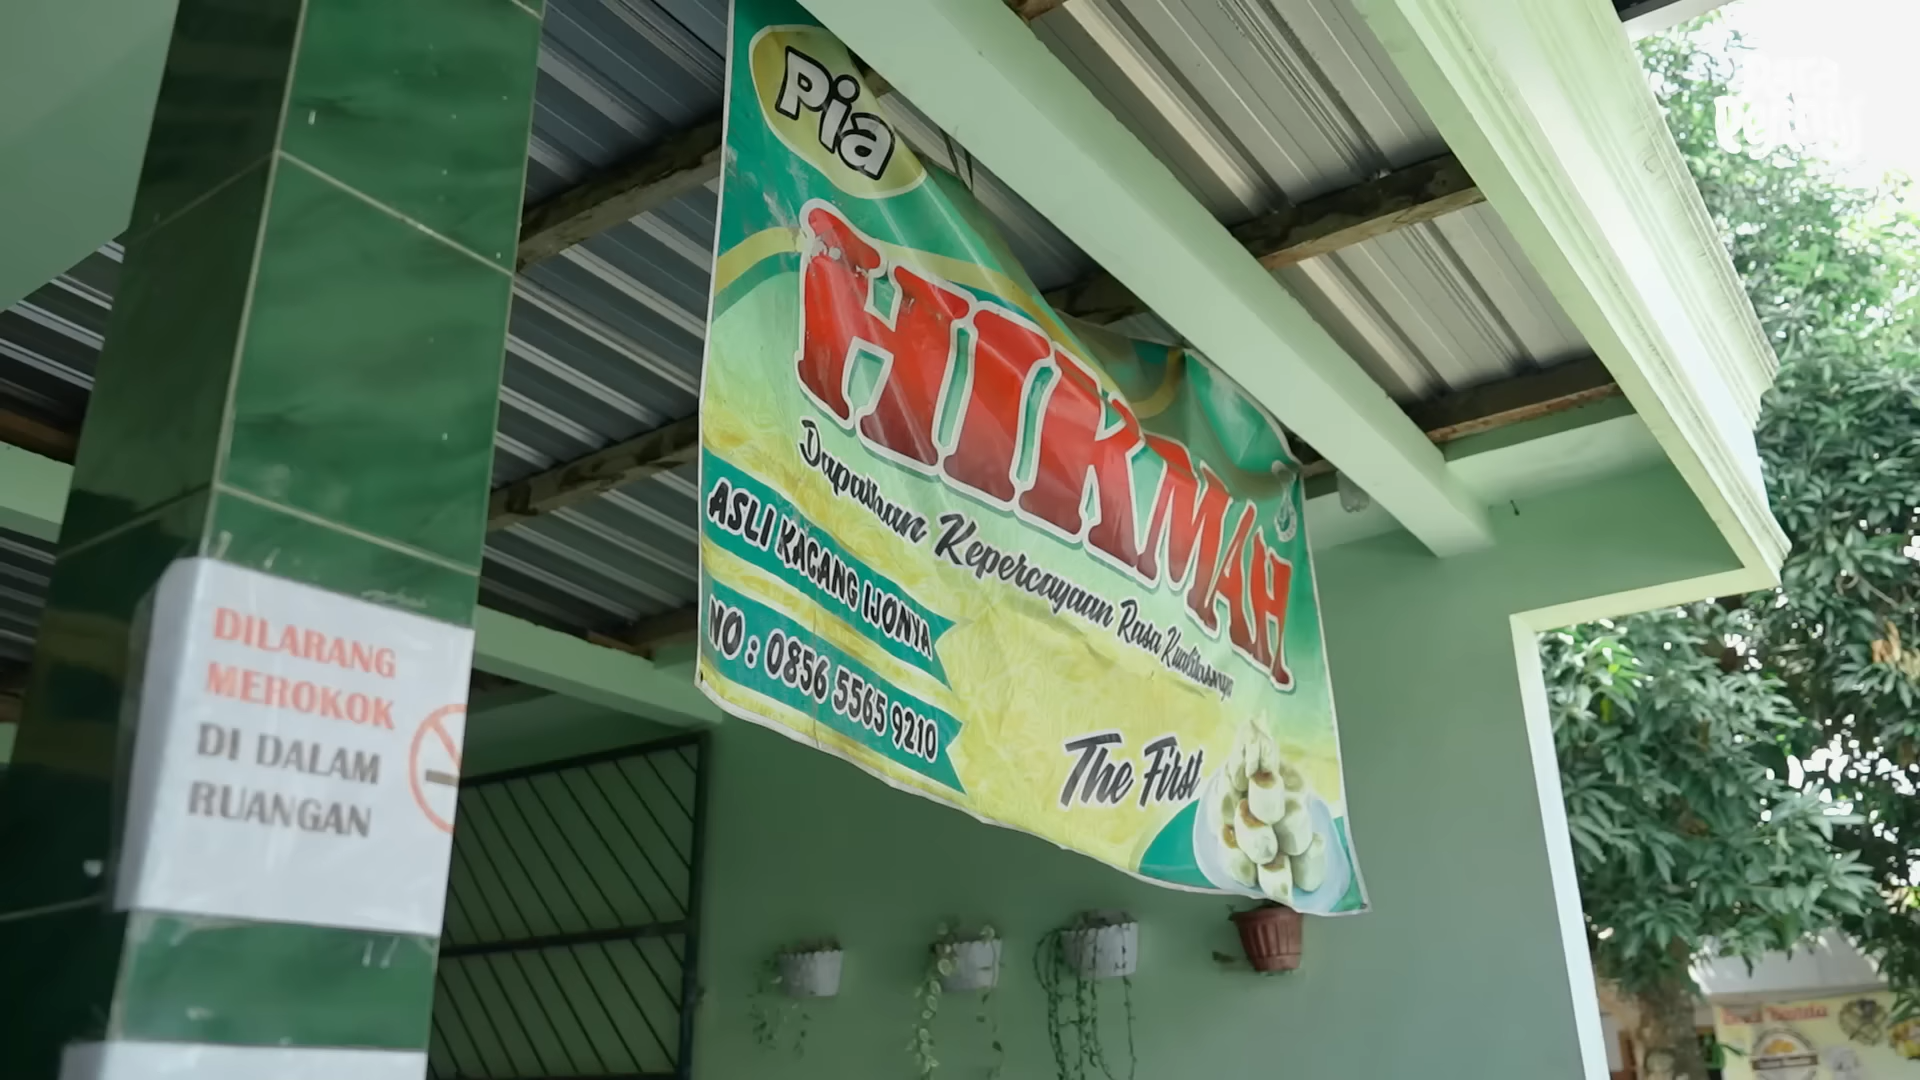 Pia
HIKMAH
Dapatkan Kepercayaan Rasa Kualitasnya
ASLI KACANG IJONYA
NO : 0856 5565 9210
The First
DILARANG
MEROKOK
DI DALAM
RUANGAN